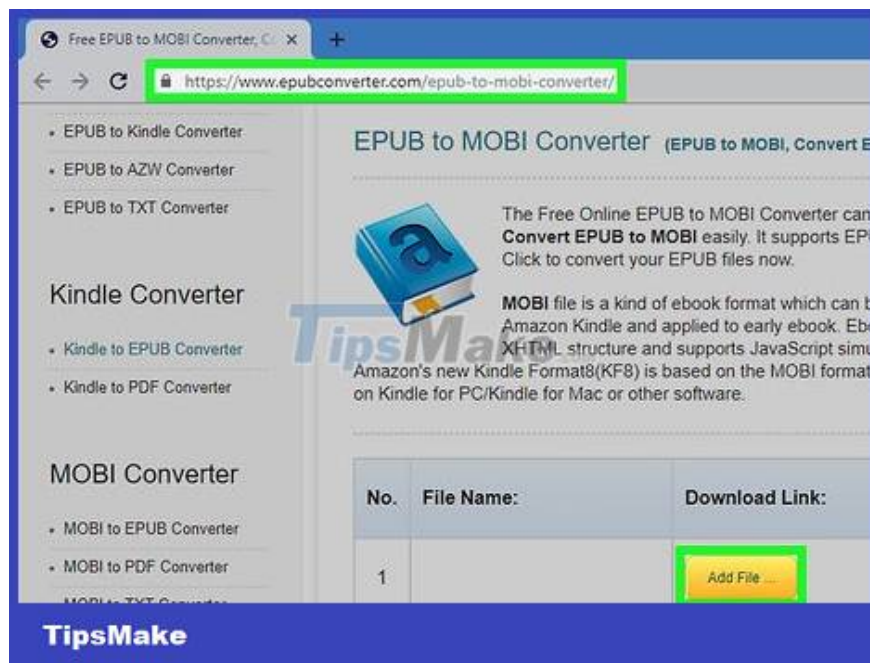 Free EPUB to MOBI Converter, C
https://www.epubconverter.com/epub-to-mobi-converter/
EPUB to Kindle Converter
EPUB to AZW Converter
EPUB to TXT Converter
Kindle Converter
Kindle to EPUB Converter
Kindle to PDF Converter
MOBI Converter
MOBI to EPUB Converter
MOBI to PDF Converter
MOBI to TXT Converter
EPUB to MOBI Converter (EPUB to MOBI, Convert E
a
The Free Online EPUB to MOBI Converter can
Convert EPUB to MOBI easily. It supports EPU
Click to convert your EPUB files now.
MOBI file is a kind of ebook format which can b
Amazon Kindle and applied to early ebook. Ebo
XHTML structure and supports JavaScript simu
Amazon's new Kindle Format8(KF8) is based on the MOBI format
on Kindle for PC/Kindle for Mac or other software.
TipsMake
No. File Name: Download Link:
1 Add File ...
TipsMake